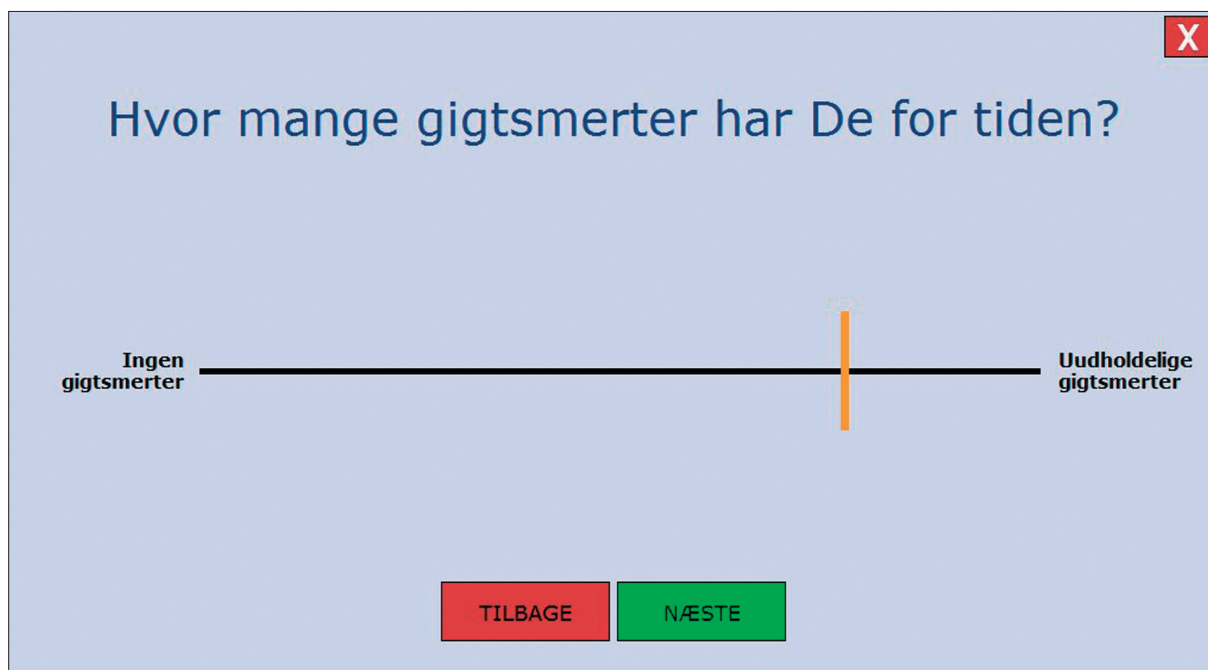 X
Hvor mange gigtsmerter har De for tiden?
Ingen
gigtsmerter
Uudholdelige
gigtsmerter
TILBAGE
NÆSTE